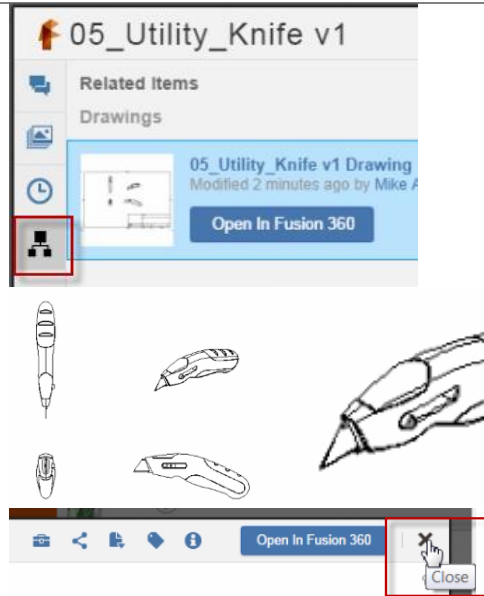 05_Utility_Knife v1
Related Items
Drawings
05_Utility_Knife v1 Drawing
Modified 2 minutes ago by Mike A
Open In Fusion 360
Open In Fusion 360
Close